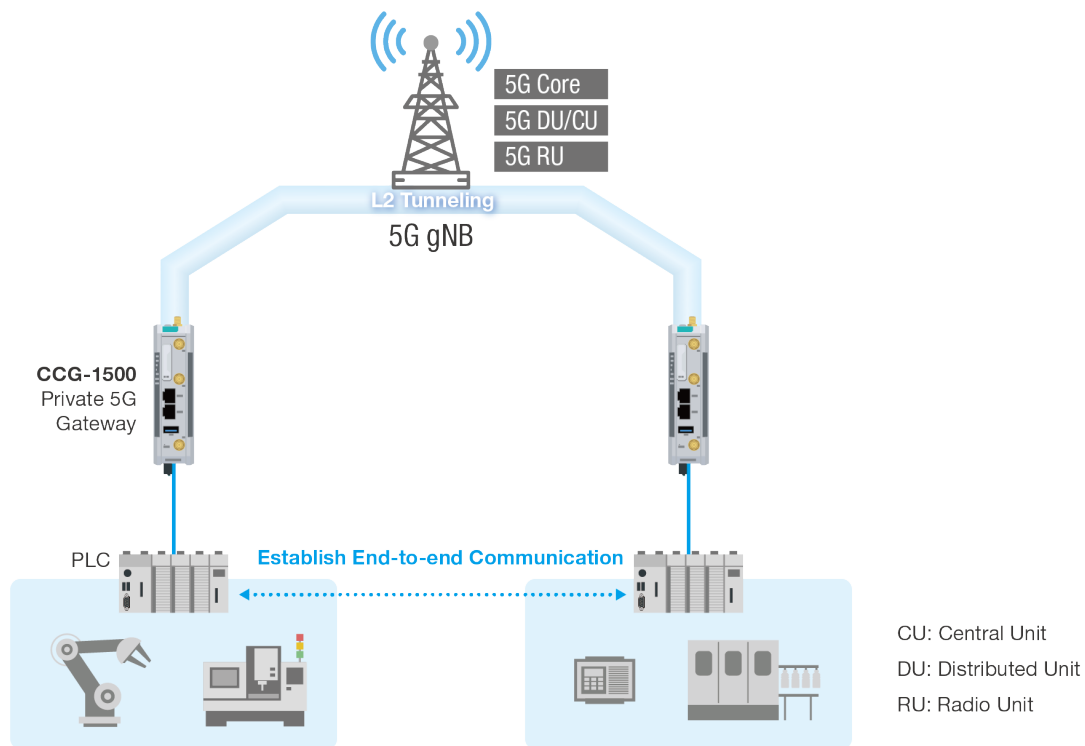 5G Core
5G DU/CU
5G RU
L2 Tunneling
5G gNB
CCG-1500
Private 5G
Gateway
PLC
Establish End-to-end Communication
CU: Central Unit
DU: Distributed Unit
RU: Radio Unit